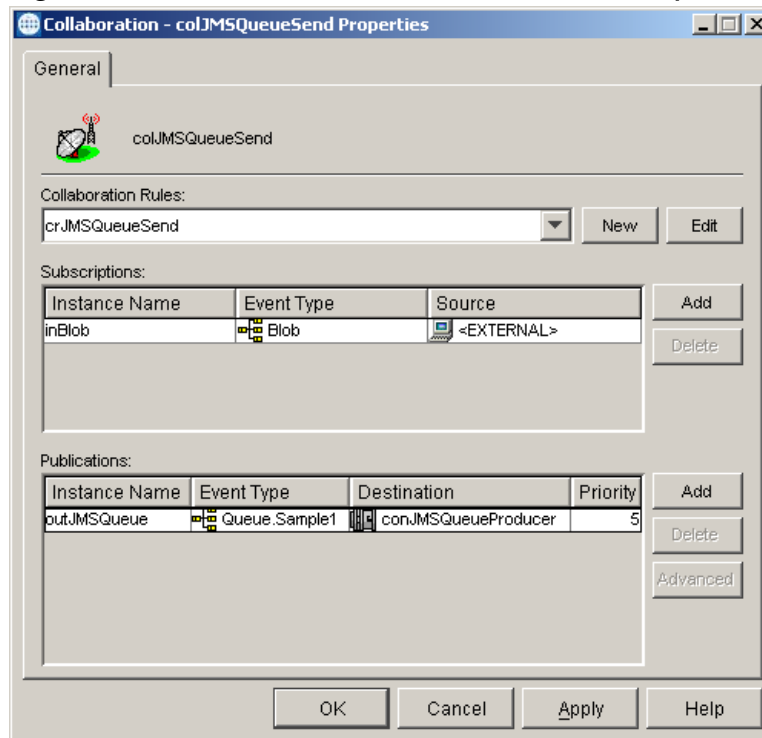 Collaboration - colJMSQueueSend Properties
General
colJMSQueueSend
Collaboration Rules:
crJMSQueueSend
New
Edit
Subscriptions:
Instance Name Event Type Source
Add
inBlob Blob <EXTERNAL>
Delete
Publications:
Instance Name Event Type Destination Priority
Add
outJMSQueue Queue.Sample1 conJMSQueueProducer 5
Delete
Advanced
OK Cancel Apply Help